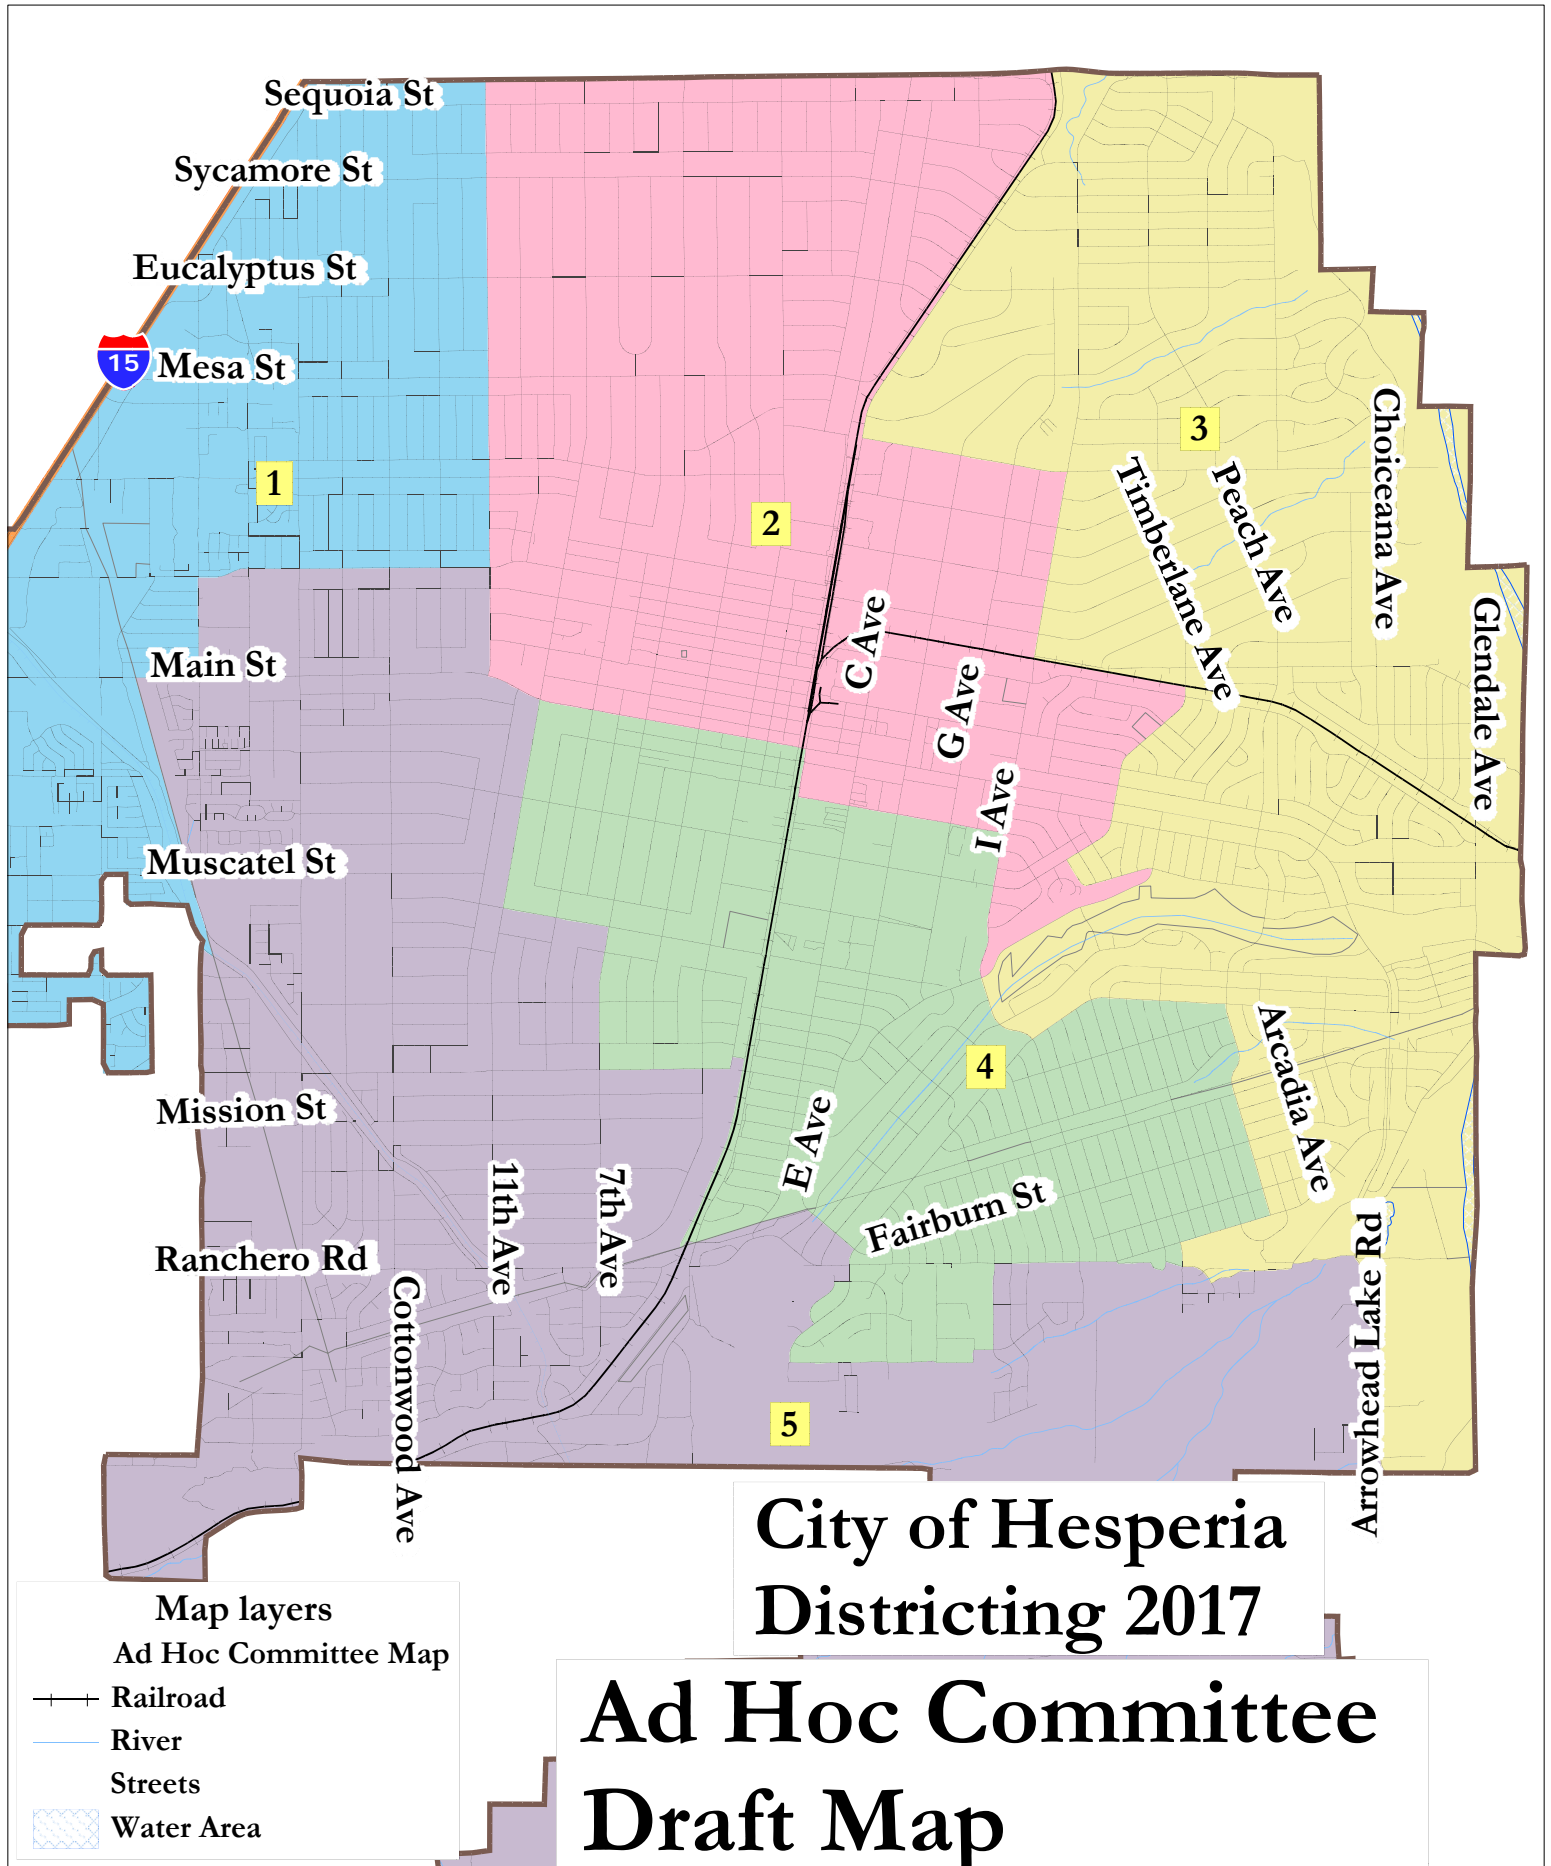 Sequoia St
Sycamore St
Eucalyptus St
15
Mesa St
1
2
3
Choiceana Ave
Timberlane Ave
Peach Ave
Glendale Ave
C Ave
G Ave
I Ave
Main St
Muscatel St
4
Arcadia Ave
Mission St
E Ave
11th Ave
7th Ave
Fairburn St
Ranchero Rd
Cottonwood Ave
Arrowhead Lake Rd
5
City of Hesperia
Districting 2017
Ad Hoc Committee
Draft Map
Map layers
Ad Hoc Committee Map
Railroad
River
Streets
Water Area